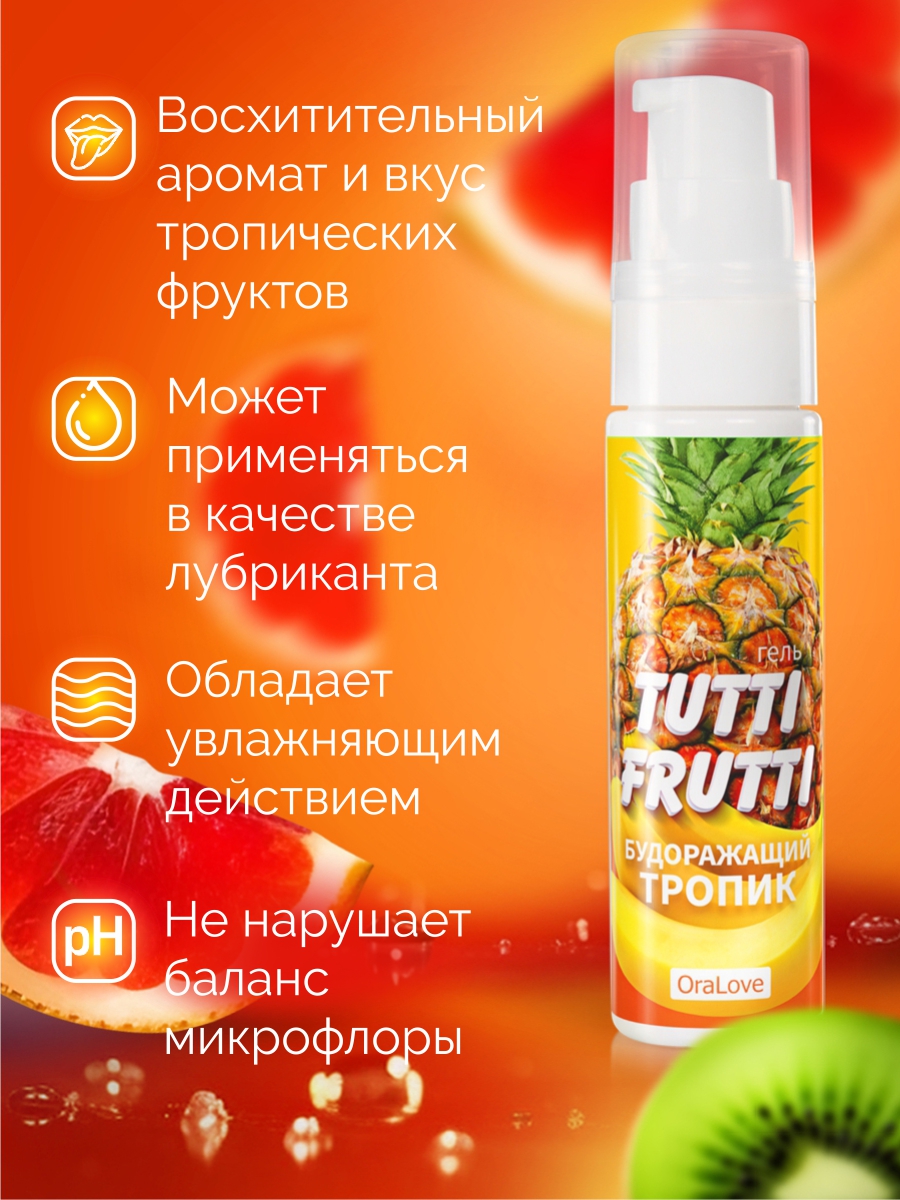 Восхитительный
аромат и вкус
тропических
фруктов
Может
применяться
в качестве
лубриканта
Обладает
увлажняющим
действием
pH
Не нарушает
баланс
микрофлоры
гель
TUTTI
FRUTTI
БУДОРАЖАЩИЙ
ТРОПИК
OraLove